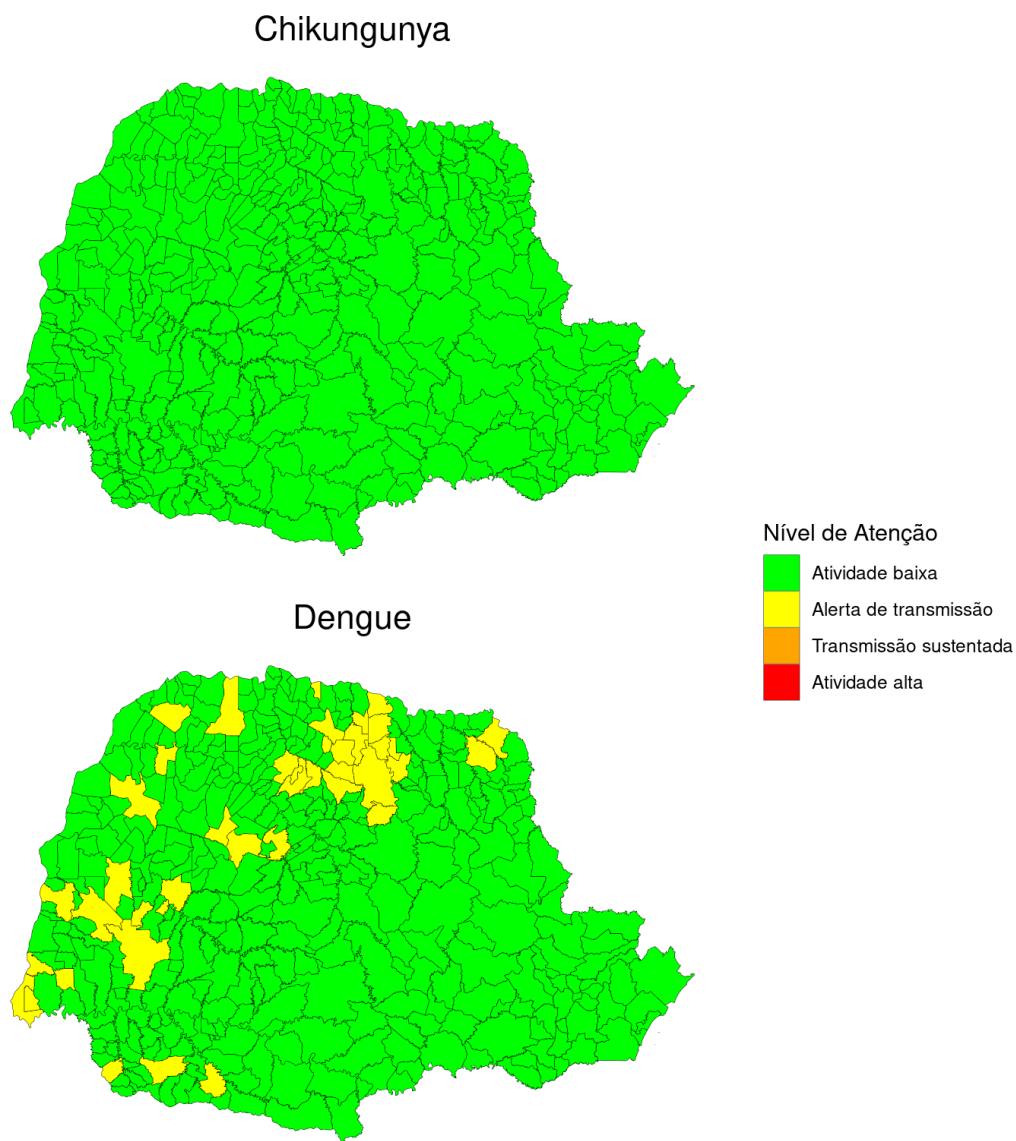 Chikungunya
Nível de Atenção
Atividade baixa
Alerta de transmissão
Transmissão sustentada
Atividade alta
Dengue